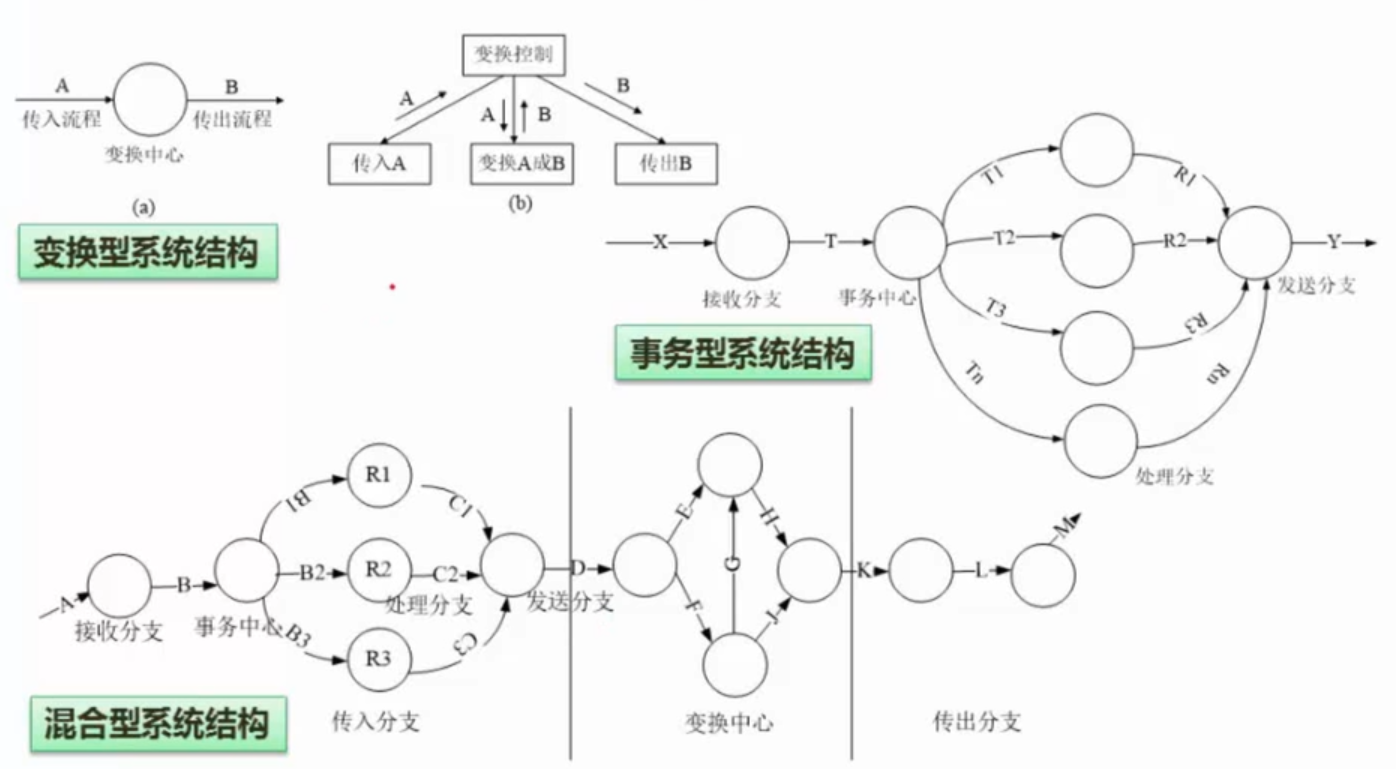 A
B
传入流程
传出流程
变换中心
(a)
变换型系统结构
变换控制
A
A
B
B
传入A
变换A成B
传出B
(b)
X
T
T1
T2
T3
Tn
R1
R2
R3
Rn
Y
接收分支
事务中心
发送分支
处理分支
事务型系统结构
A
B
B1
B2
B3
R1
R2
R3
C1
C2
C3
D
接收分支
事务中心
处理分支
发送分支
E
F
G
H
J
K
L
M
混合型系统结构
传入分支
变换中心
传出分支